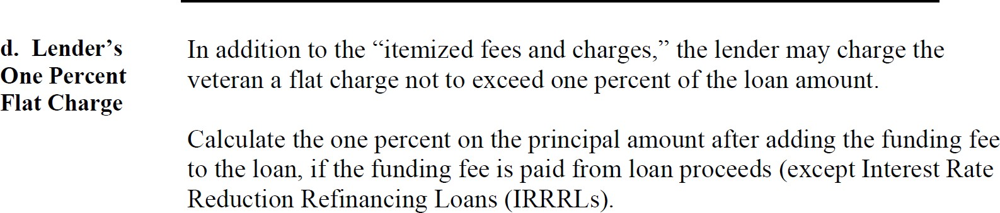 d. Lender’s
One Percent
Flat Charge
In addition to the “itemized fees and charges,” the lender may charge the
veteran a flat charge not to exceed one percent of the loan amount.
Calculate the one percent on the principal amount after adding the funding fee
to the loan, if the funding fee is paid from loan proceeds (except Interest Rate
Reduction Refinancing Loans (IRRRLs).